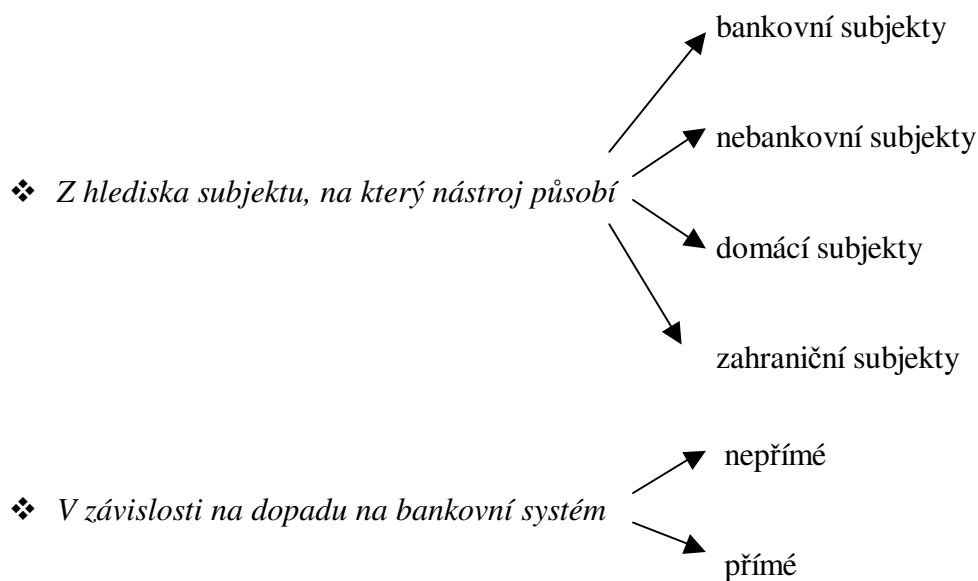 bankovní subjekty
nebankovní subjekty
❖ Z hlediska subjektu, na který nástroj působí
domácí subjekty
zahraniční subjekty
nepřímé
❖ V závislosti na dopadu na bankovní systém
přímé